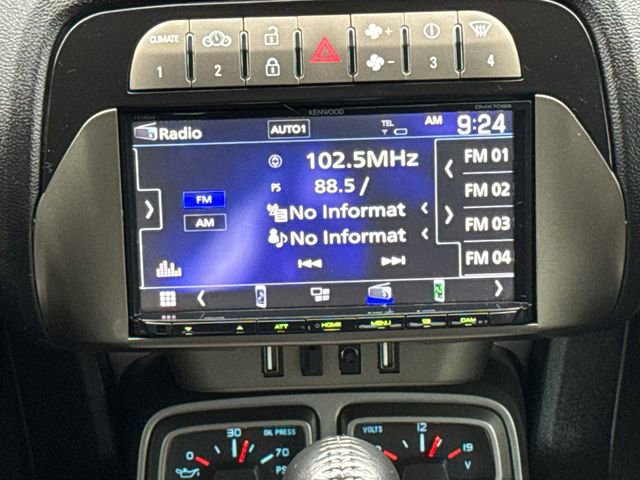 CLIMATE
1 2 3 4
KENWOOD
Radio AUTO1 TEL AM 9:24
102.5MHz
PS 88.5 /
No Informat
No Informat
FM
AM
FM 01
FM 02
FM 03
FM 04
ATT HOME MENU CAM
30 OIL PRESS
0 70
VOLTS 12
19
V